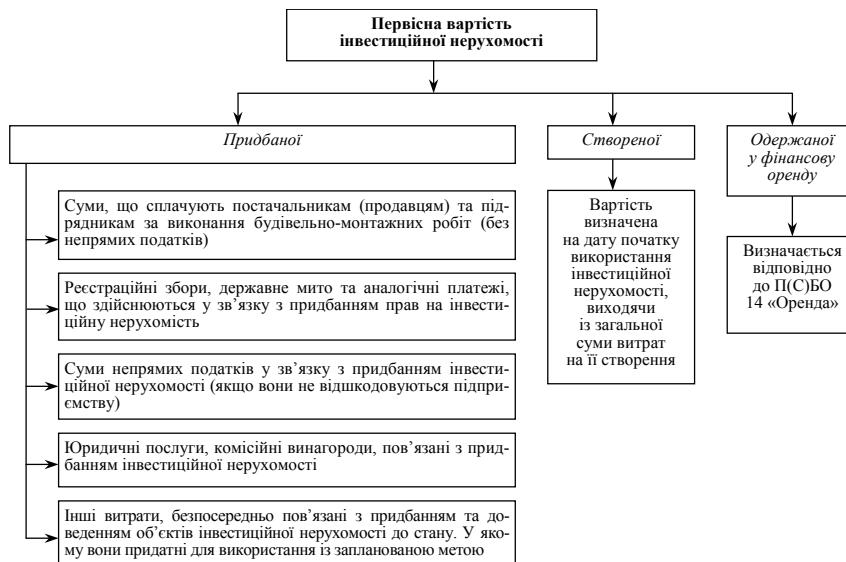 Первісна вартість
інвестиційної нерухомості
Придбаної
Суми, що сплачують постачальникам (продавцям) та під-
рядникам за виконання будівельно-монтажних робіт (без
непрямих податків)
Реєстраційні збори, державне мито та аналогічні платежі,
що здійснюються у зв’язку з придбанням прав на інвести-
ційну нерухомість
Суми непрямих податків у зв’язку з придбанням інвести-
ційної нерухомості (якщо вони не відшкодовуються підпри-
ємству)
Юридичні послуги, комісійні винагороди, пов’язані з при-
дбанням інвестиційної нерухомості
Інші витрати, безпосередньо пов’язані з придбанням та до-
веденням об’єктів інвестиційної нерухомості до стану. У яко-
му вони придатні для використання із запланованою метою
Створеної
Вартість
визначена
на дату початку
використання
інвестиційної
нерухомості,
виходячи
із загальної
суми витрат
на її створення
Одержаної
у фінансову
оренду
Визначається
відповідно
до П(С)БО
14 «Оренда»